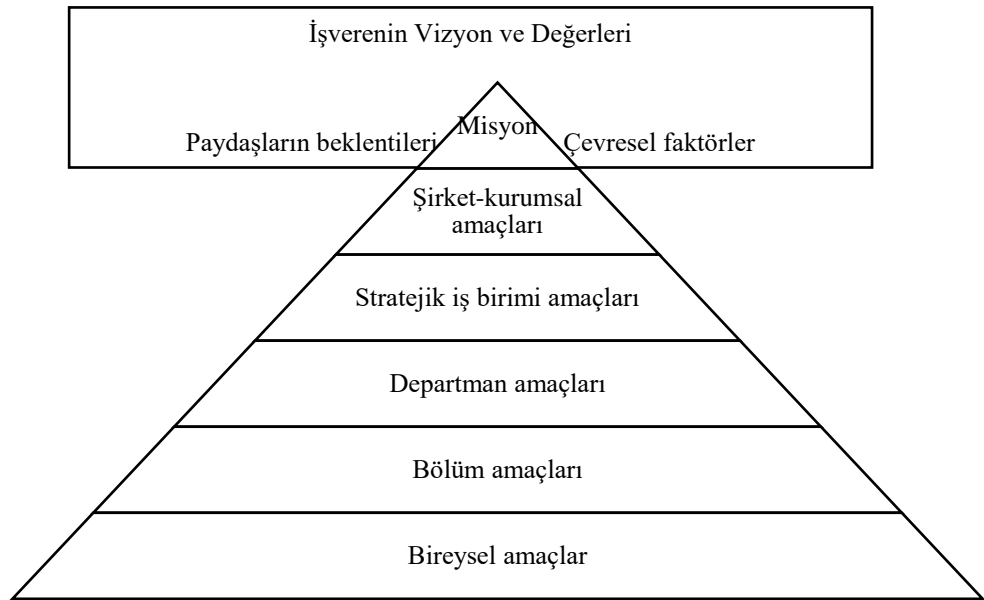 İşverenin Vizyon ve Değerleri
Misyon
Paydaşların beklentileri
Çevresel faktörler
Şirket-kurumsal
amaçları
Stratejik iş birimi amaçları
Departman amaçları
Bölüm amaçları
Bireysel amaçlar